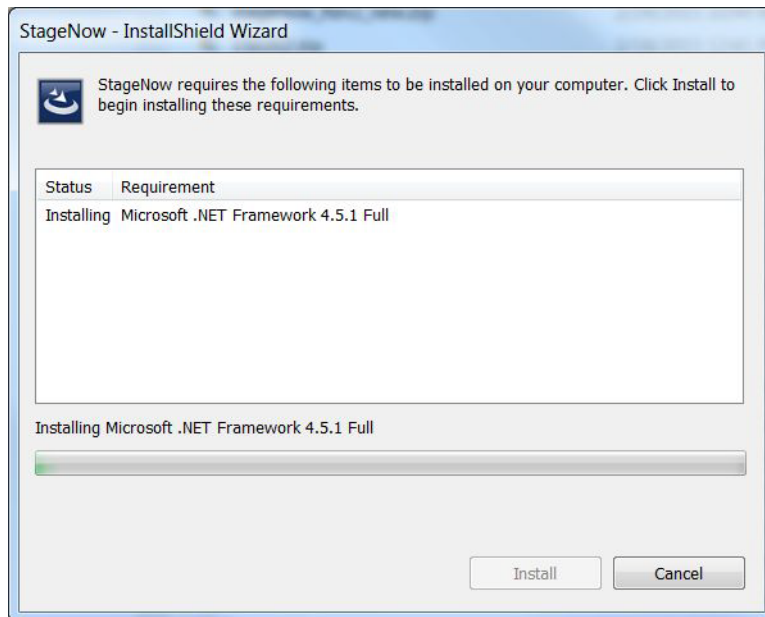 StageNow - InstallShield Wizard
StageNow requires the following items to be installed on your computer. Click Install to
begin installing these requirements.
Status Requirement
Installing Microsoft .NET Framework 4.5.1 Full
Installing Microsoft .NET Framework 4.5.1 Full
Install Cancel